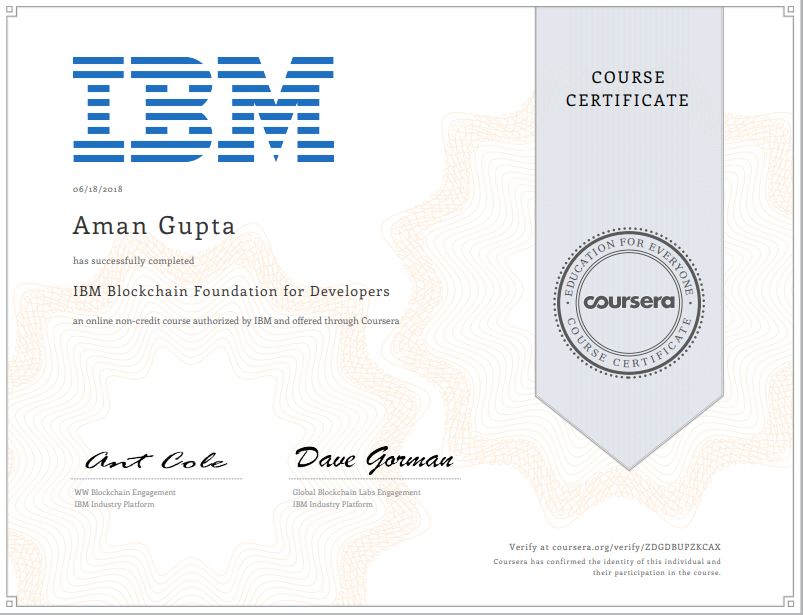 IBM
COURSE
CERTIFICATE
06/18/2018
Aman Gupta
has successfully completed
IBM Blockchain Foundation for Developers
an online non-credit course authorized by IBM and offered through Coursera
EDUCATION FOR EVERYONE
coursera
COURSE CERTIFICATE
Ant Cole
Dave Gorman
WW Blockchain Engagement
IBM Industry Platform
Global Blockchain Labs Engagement
IBM Industry Platform
Verify at coursera.org/verify/ZDGDBUPZKCAX
Coursera has confirmed the identity of this individual and
their participation in the course.